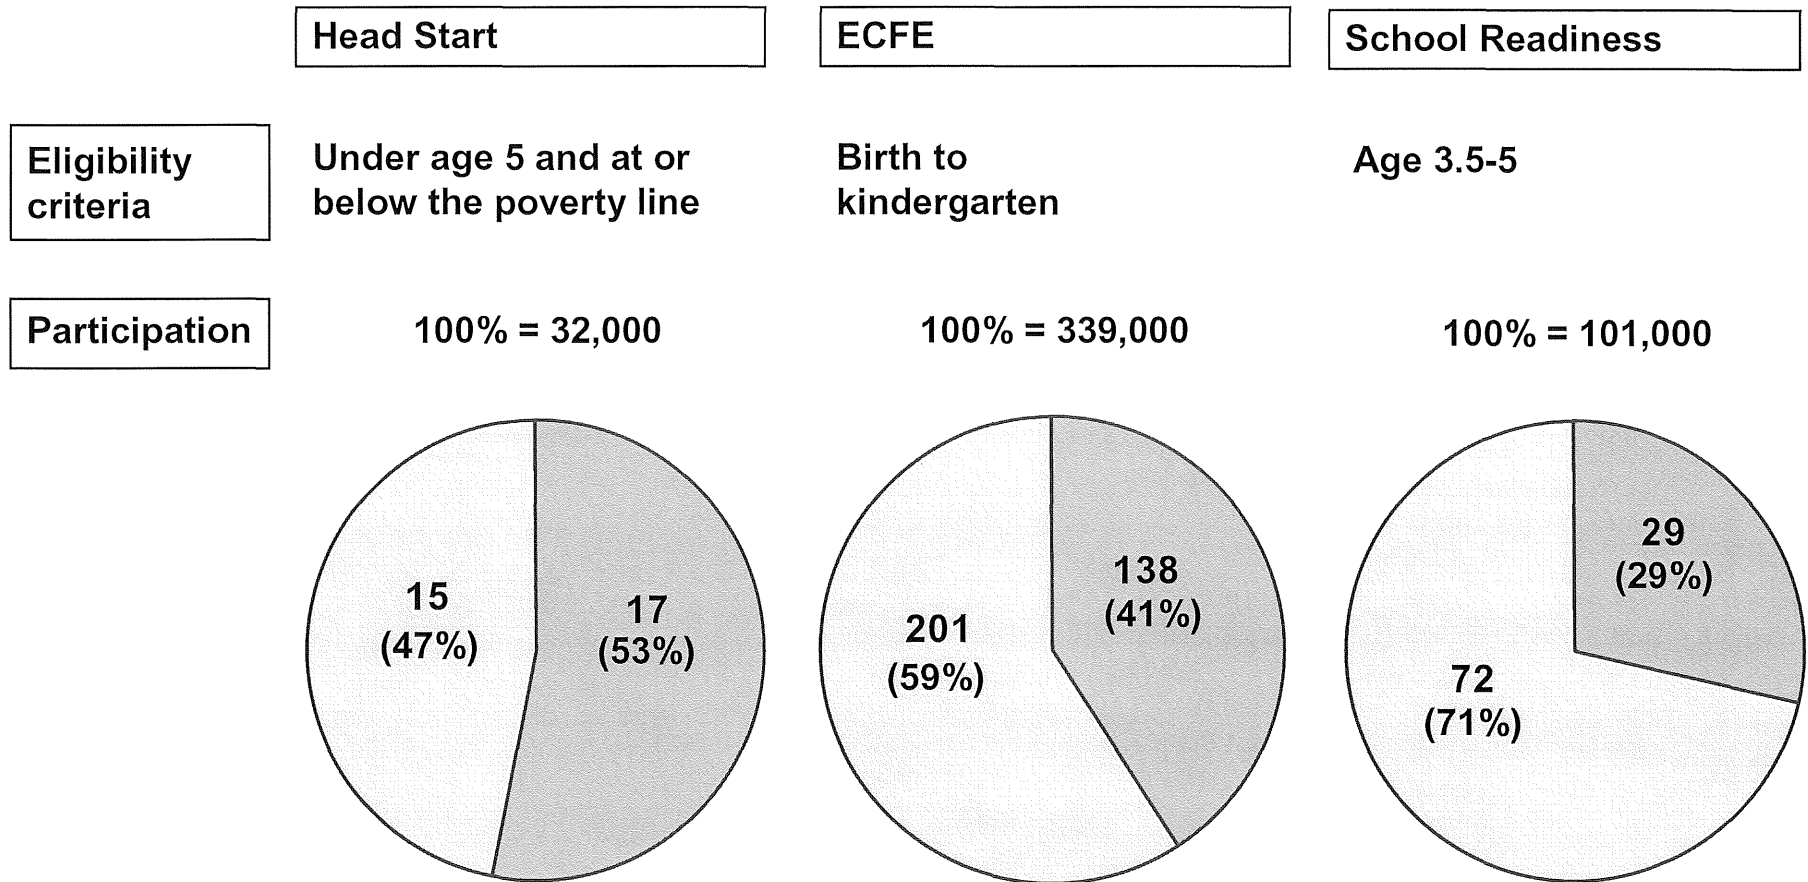 Head Start
ECFE
School Readiness
Eligibility
criteria
Under age 5 and at or
below the poverty line
Birth to
kindergarten
Age 3.5-5
Participation
100% = 32,000
100% = 339,000
100% = 101,000
15
(47%)
17
(53%)
201
(59%)
138
(41%)
72
(71%)
29
(29%)